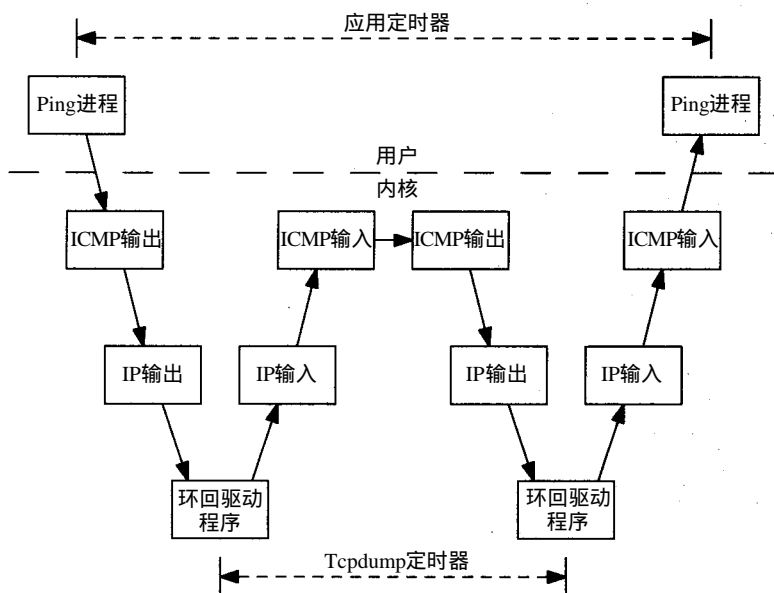 应用定时器
Ping进程
Ping进程
用户
内核
ICMP输出
ICMP输入
ICMP输出
ICMP输入
IP输出
IP输入
IP输出
IP输入
环回驱动
程序
环回驱动
程序
Tcpdump定时器